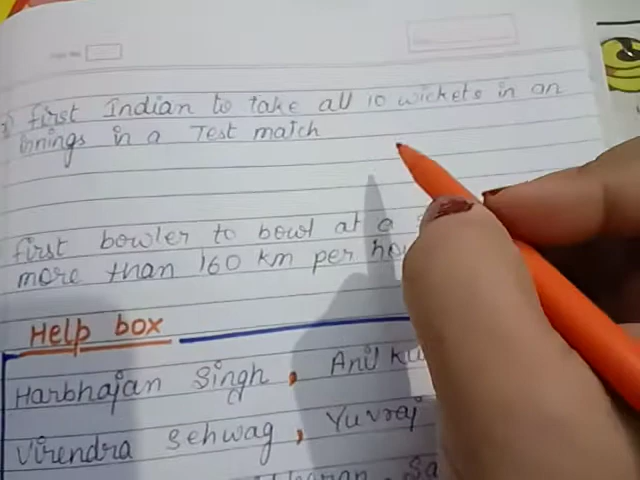 first Indian to take all 10 wickets in an
innings in a Test match
first bowler to bowl at a
more than 160 km per
Help box
Harbhajan Singh, Anil
Virendra Sehwag, Yuvraj